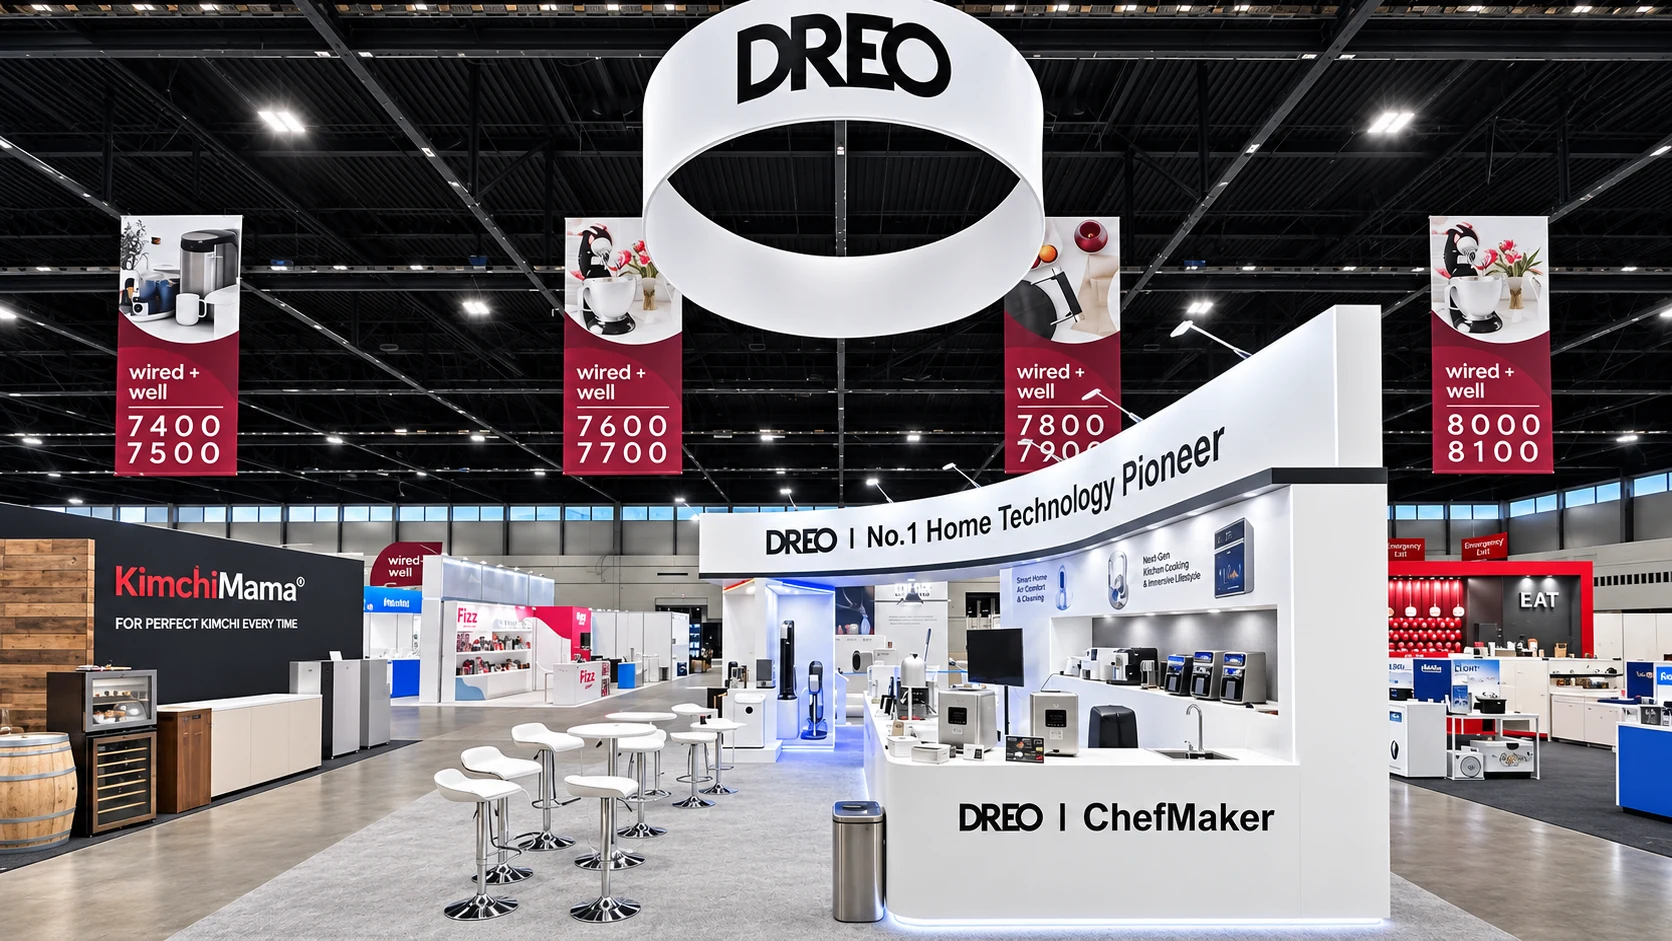 DREO
wired +
well
7400
7500
wired +
well
7600
7700
wired +
well
7800
7900
wired +
well
8000
8100
DREO | No.1 Home Technology Pioneer
KimchiMama®
FOR PERFECT KIMCHI EVERY TIME
wired+
well
Fizz
Fizz
Smart Home
Air Comfort
& Cleaning
Next-Gen
Kitchen Cooking
& Immersive Lifestyle
Emergency
Exit
Emergency
Exit
EAT
DREO | ChefMaker